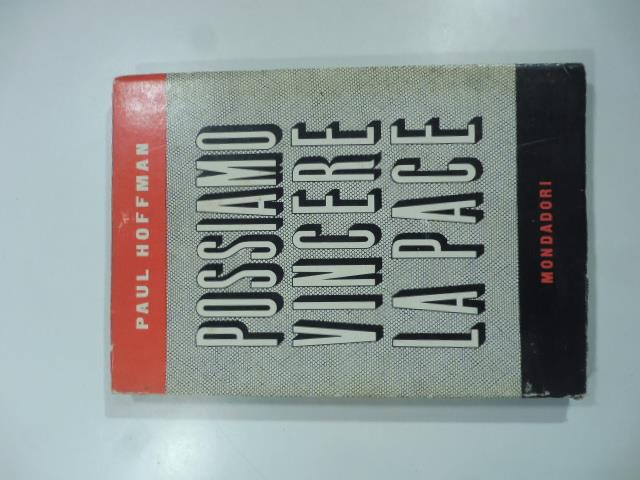 PAUL HOFFMAN
POSSIAMO
VINCERE
LA PACE
MONDADORI